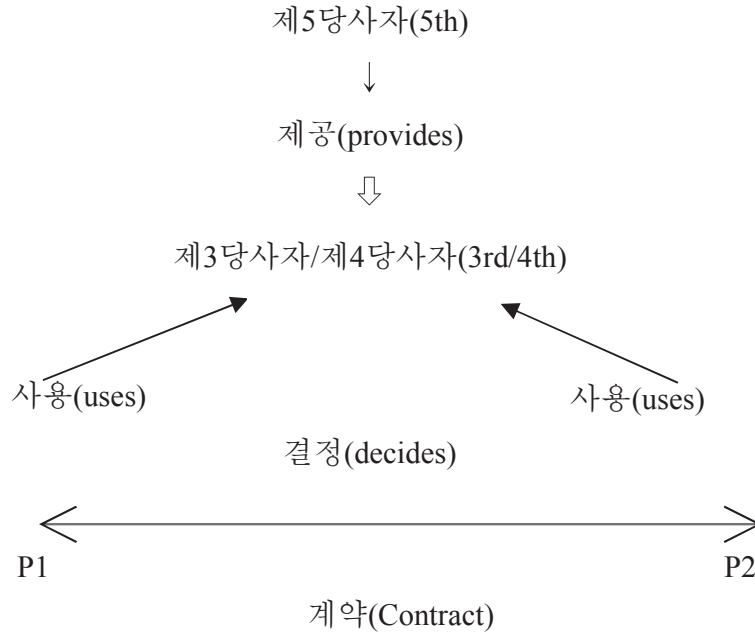 제5당사자(5th)
제공(provides)
제3당사자/제4당사자(3rd/4th)
사용(uses) 사용(uses)
결정(decides)
P1 P2
계약(Contract)